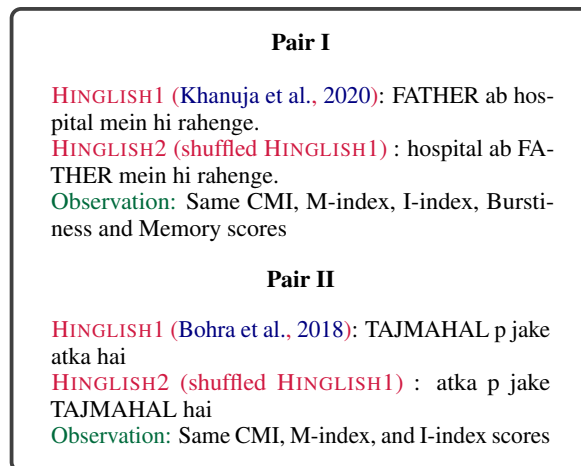 Pair I
HINGLISH1 (Khanuja et al., 2020): FATHER ab hos-
pital mein hi rahenge.
HINGLISH2 (shuffled HINGLISH1) : hospital ab FA-
THER mein hi rahenge.
Observation: Same CMI, M-index, I-index, Bursti-
ness and Memory scores
Pair II
HINGLISH1 (Bohra et al., 2018): TAJMAHAL p jake
atka hai
HINGLISH2 (shuffled HINGLISH1) : atka p jake
TAJMAHAL hai
Observation: Same CMI, M-index, and I-index scores